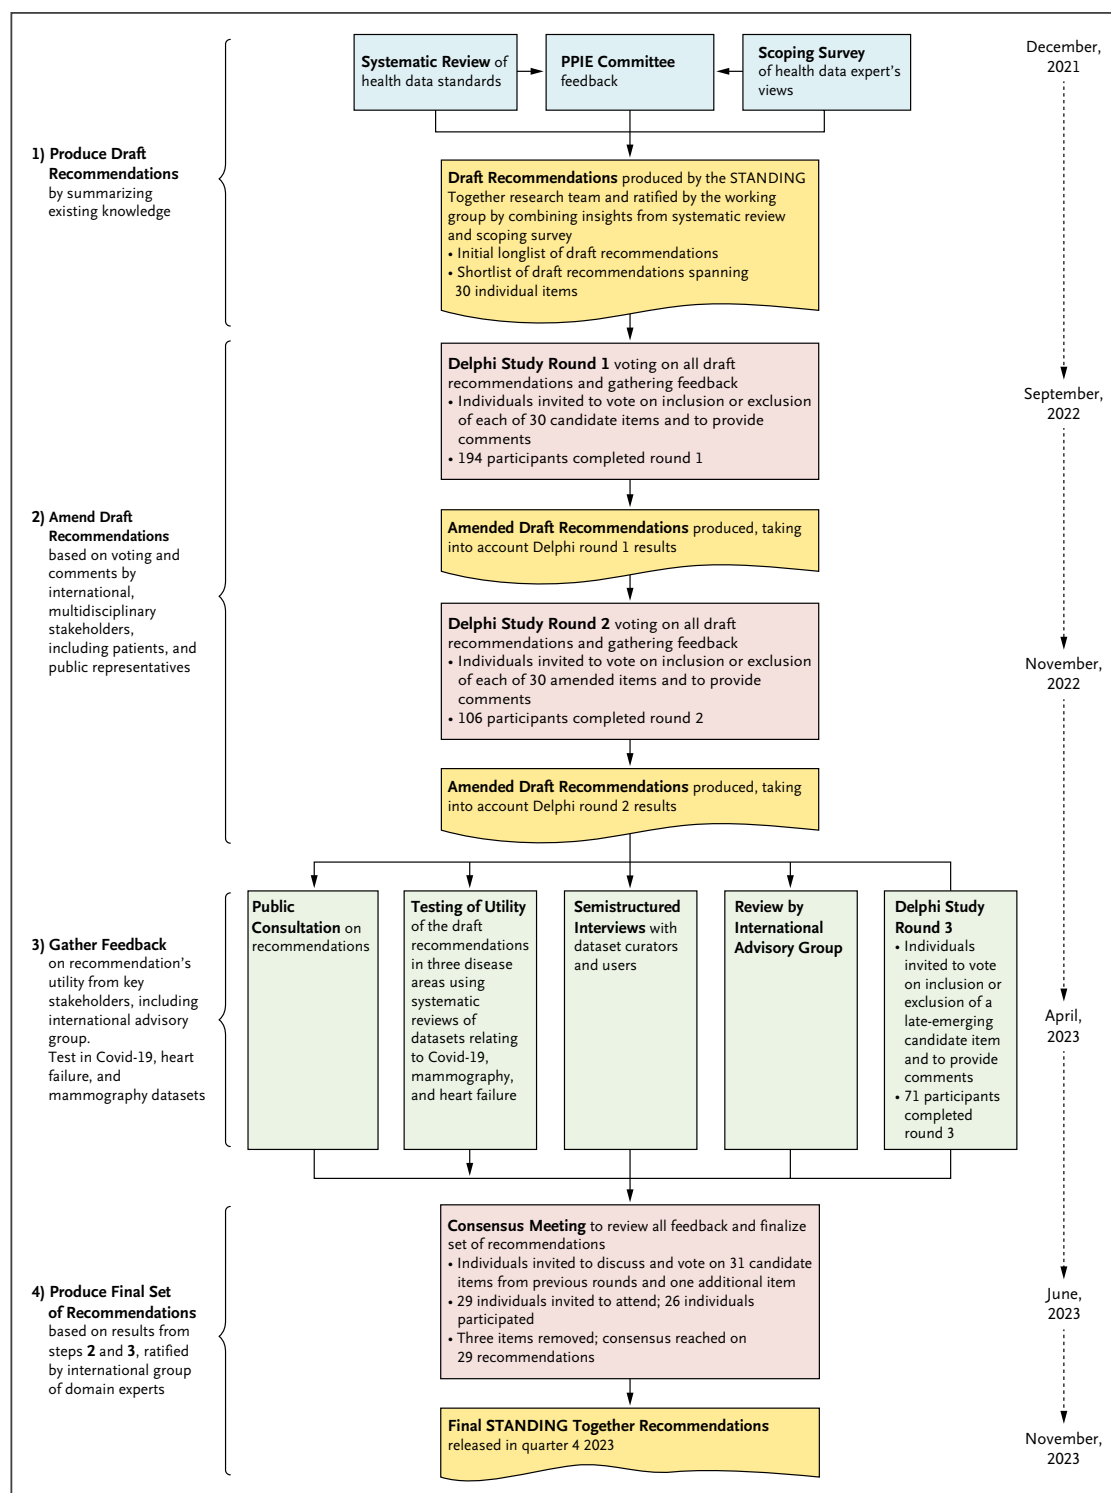 Systematic Review of
health data standards
PPIE Committee
feedback
Scoping Survey
of health data expert's
views
December,
2021
1) Produce Draft
Recommendations
by summarizing
existing knowledge
Draft Recommendations produced by the STANDING
Together research team and ratified by the working
group by combining insights from systematic review
and scoping survey
• Initial longlist of draft recommendations
• Shortlist of draft recommendations spanning
30 individual items
Delphi Study Round 1 voting on all draft
recommendations and gathering feedback
• Individuals invited to vote on inclusion or exclusion
of each of 30 candidate items and to provide
comments
• 194 participants completed round 1
September,
2022
2) Amend Draft
Recommendations
based on voting and
comments by
international,
multidisciplinary
stakeholders,
including patients, and
public representatives
Amended Draft Recommendations produced, taking
into account Delphi round 1 results
Delphi Study Round 2 voting on all draft
recommendations and gathering feedback
• Individuals invited to vote on inclusion or exclusion
of each of 30 amended items and to provide
comments
• 106 participants completed round 2
November,
2022
Amended Draft Recommendations produced, taking
into account Delphi round 2 results
3) Gather Feedback
on recommendation's
utility from key
stakeholders, including
international advisory
group.
Test in Covid-19, heart
failure, and
mammography datasets
Public
Consultation on
recommendations
Testing of Utility
of the draft
recommendations
in three disease
areas using
systematic
reviews of
datasets relating
to Covid-19,
mammography,
and heart failure
Semistructured
Interviews with
dataset curators
and users
Review by
International
Advisory Group
Delphi Study
Round 3
• Individuals
invited to vote
on inclusion or
exclusion of a
late-emerging
candidate item
and to provide
comments
• 71 participants
completed
round 3
April,
2023
4) Produce Final Set
of Recommendations
based on results from
steps 2 and 3, ratified
by international group
of domain experts
Consensus Meeting to review all feedback and finalize
set of recommendations
• Individuals invited to discuss and vote on 31 candidate
items from previous rounds and one additional item
• 29 individuals invited to attend; 26 individuals
participated
• Three items removed; consensus reached on
29 recommendations
June,
2023
Final STANDING Together Recommendations
released in quarter 4 2023
November,
2023